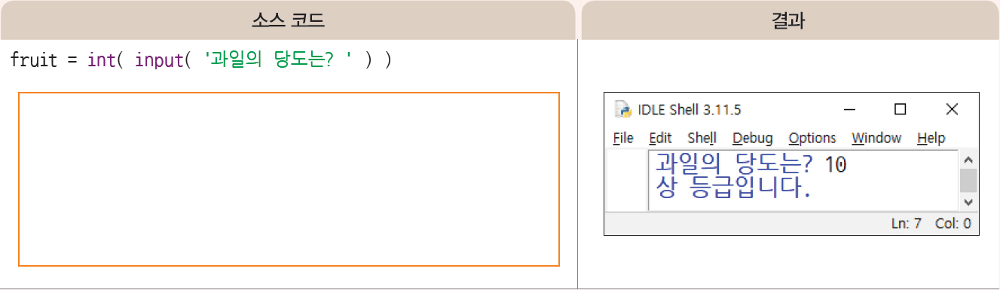 소스 코드
결과
fruit = int( input( '과일의 당도는? ' ) )
IDLE Shell 3.11.5
File Edit Shell Debug Options Window Help
과일의 당도는? 10
상 등급입니다.
Ln: 7 Col: 0